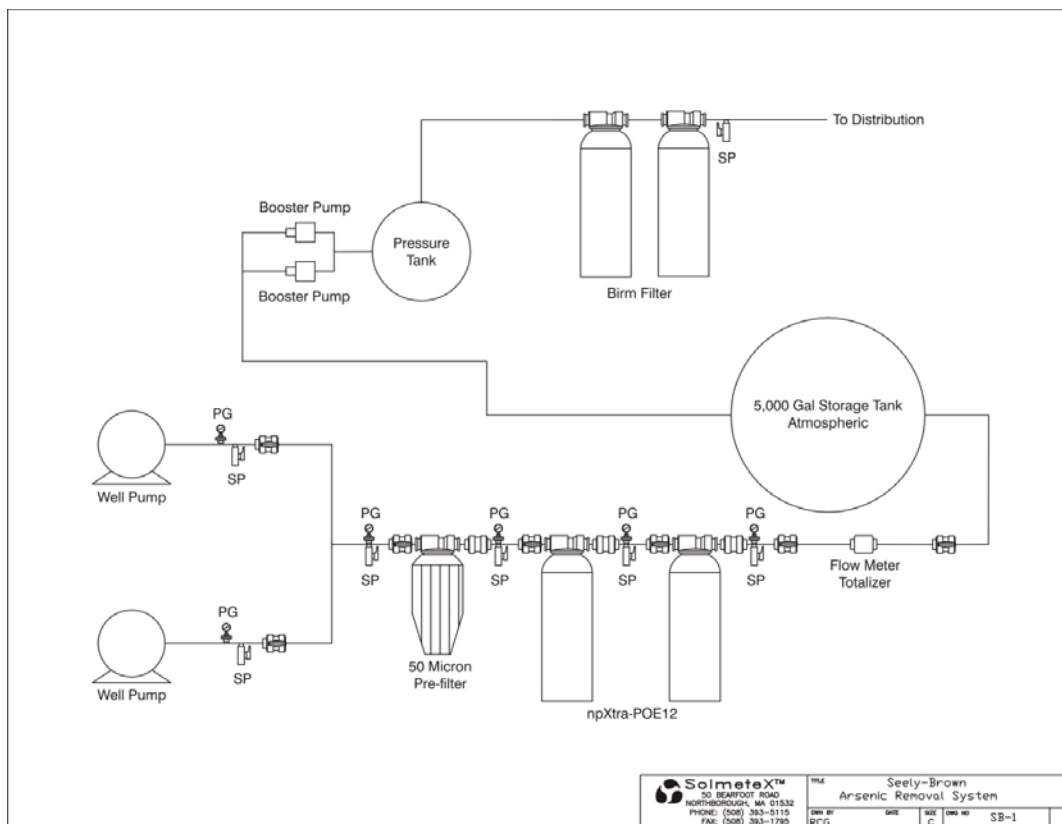 To Distribution
SP
Booster Pump
Pressure
Tank
Booster Pump
Birm Filter
5,000 Gal Storage Tank
Atmospheric
PG
SP
Well Pump
PG
SP
PG
SP
PG
SP
PG
SP
Flow Meter
Totalizer
PG
SP
Well Pump
50 Micron
Pre-filter
npXtra-POE12
SolmeteX™
50 BEARFOOT ROAD
NORTHBOROUGH, MA 01532
PHONE: (508) 393-5115
FAX: (508) 393-1795
TITLE
Seely-Brown
Arsenic Removal System
DWN BY
RCG
DATE
SIZE
C
DWG NO
SB-1